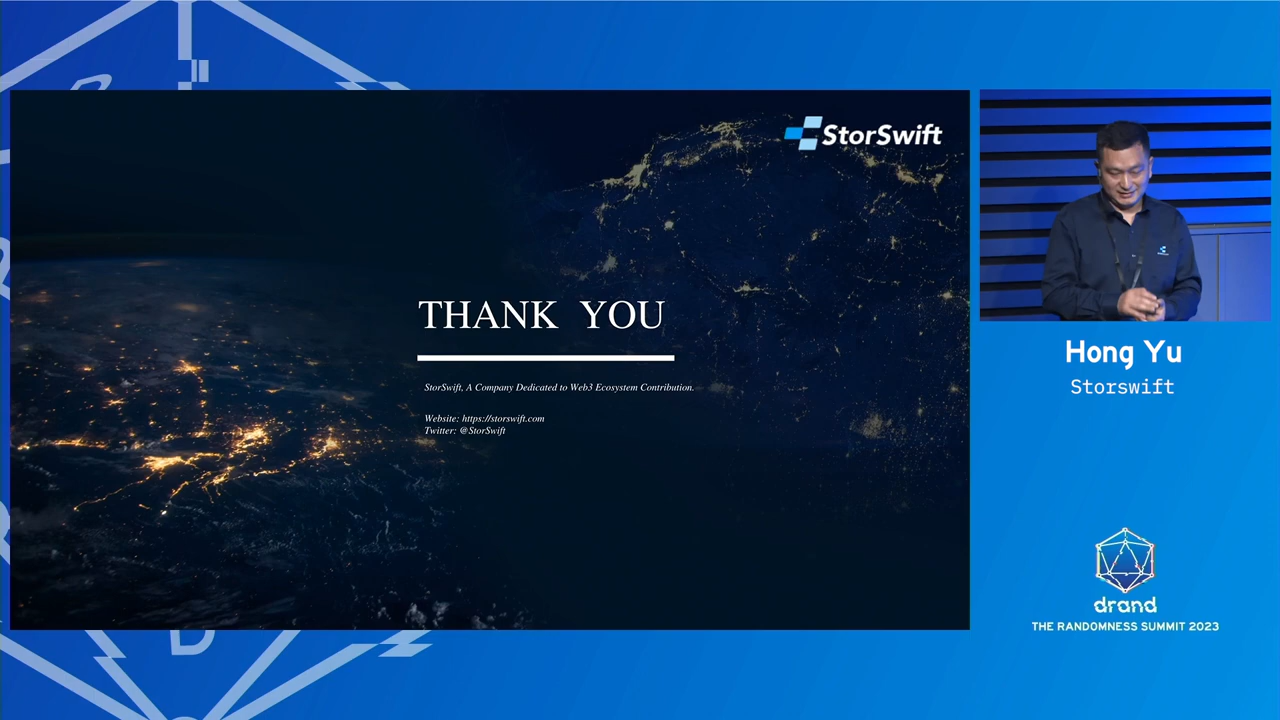 StorSwift
THANK YOU
StorSwift, A Company Dedicated to Web3 Ecosystem Contribution.
Website: https://storswift.com
Twitter: @StorSwift
Hong Yu
Storswift
drand
THE RANDOMNESS SUMMIT 2023